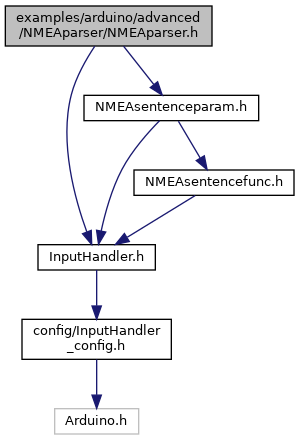 examples/arduino/advanced
/NMEAparser/NMEAparser.h
NMEAsentenceparam.h
NMEAsentencefunc.h
InputHandler.h
config/InputHandler
_config.h
Arduino.h